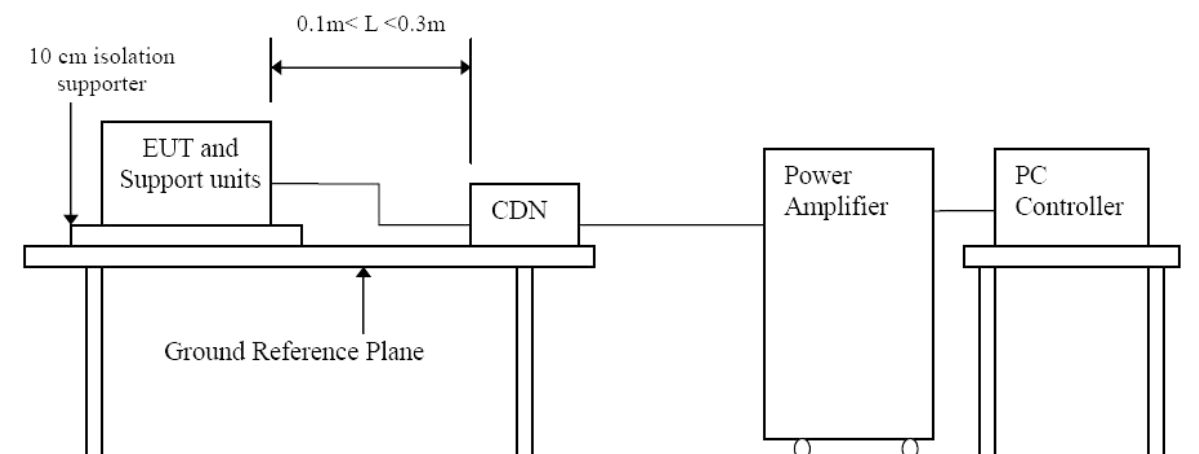 0.1m< L <0.3m
10 cm isolation
supporter
EUT and
Support units
CDN
Power
Amplifier
PC
Controller
Ground Reference Plane